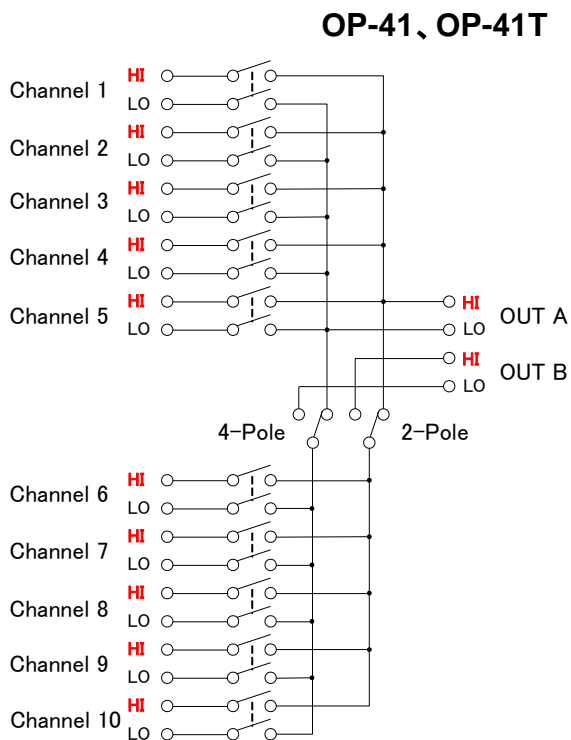 OP-41、OP-41T
Channel 1
HI
LO
Channel 2
HI
LO
Channel 3
HI
LO
Channel 4
HI
LO
Channel 5
HI
LO
HI
LO
OUT A
HI
LO
OUT B
4-Pole
2-Pole
Channel 6
HI
LO
Channel 7
HI
LO
Channel 8
HI
LO
Channel 9
HI
LO
Channel 10
HI
LO